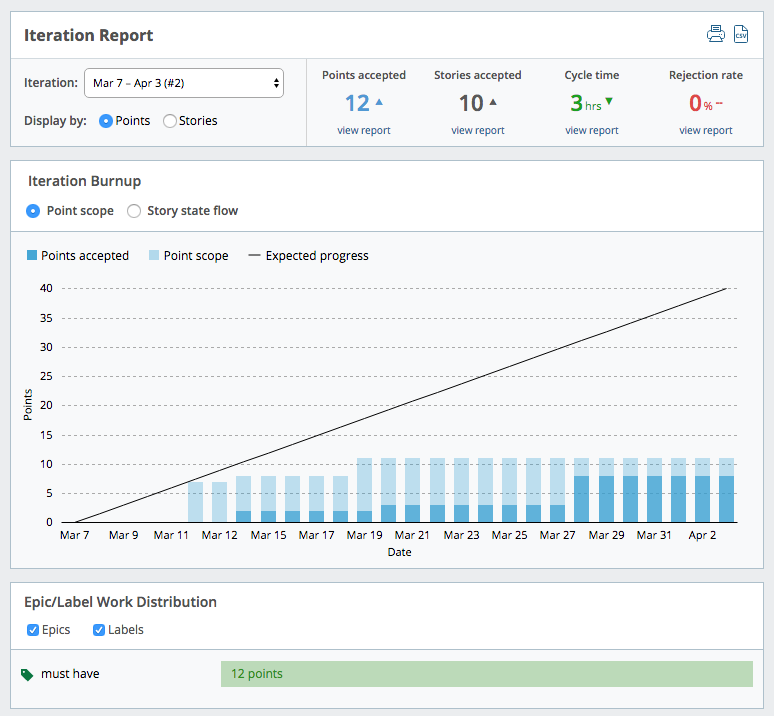 Iteration Report
CSV
Iteration: Mar 7 – Apr 3 (#2)
Display by: Points Stories
Points accepted Stories accepted Cycle time Rejection rate
12 10 3 hrs 0 % --
view report view report view report view report
Iteration Burnup
Point scope Story state flow
Points accepted Point scope Expected progress
40
35
30
25
20
15
10
5
0
Points
Mar 7 Mar 9 Mar 11 Mar 12 Mar 15 Mar 17 Mar 19 Mar 21 Mar 23 Mar 25 Mar 27 Mar 29 Mar 31 Apr 2
Date
Epic/Label Work Distribution
Epics Labels
must have 12 points